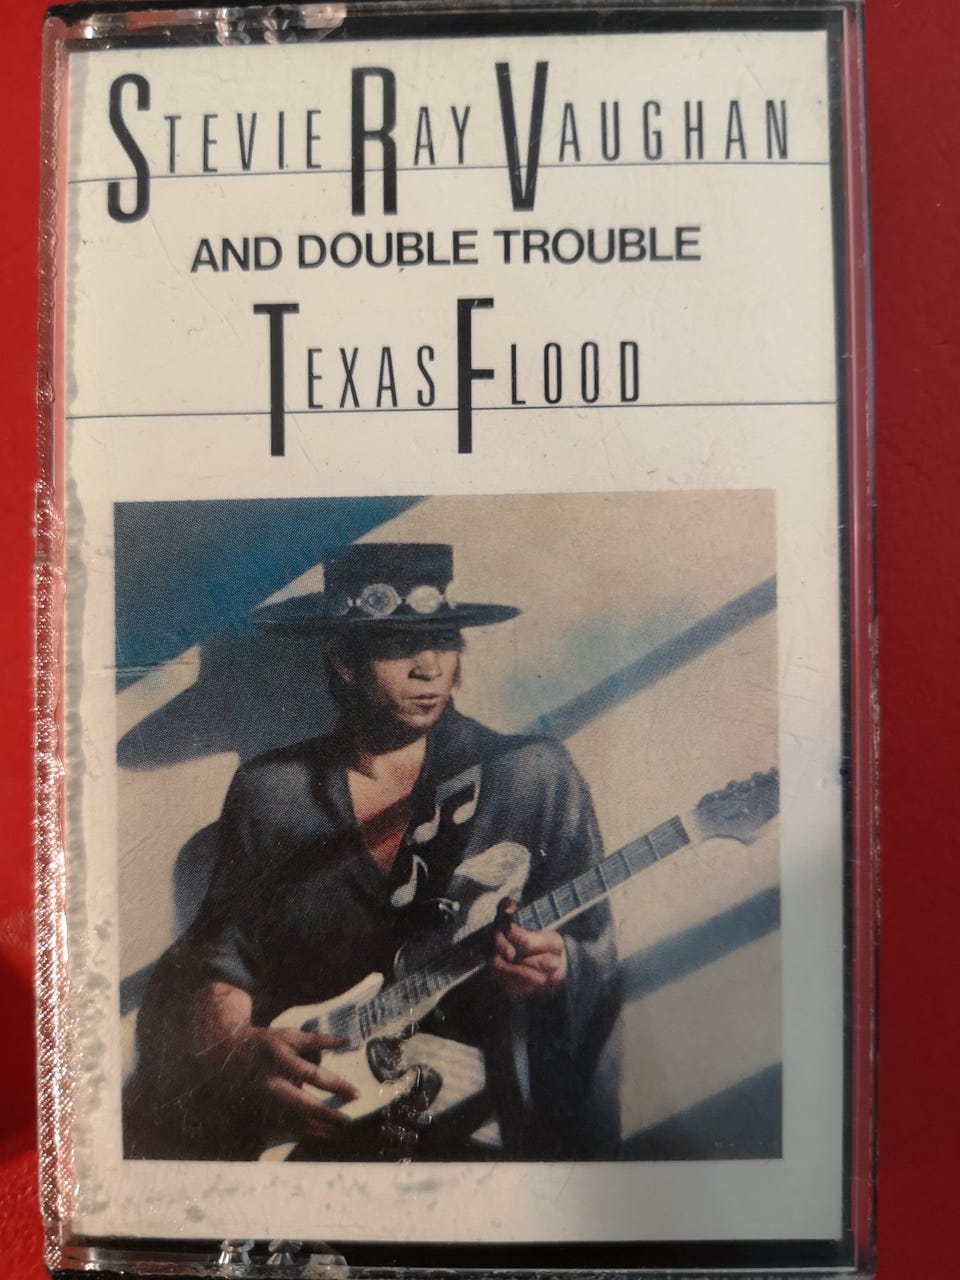 STEVIE RAY VAUGHAN
AND DOUBLE TROUBLE
TEXAS FLOOD